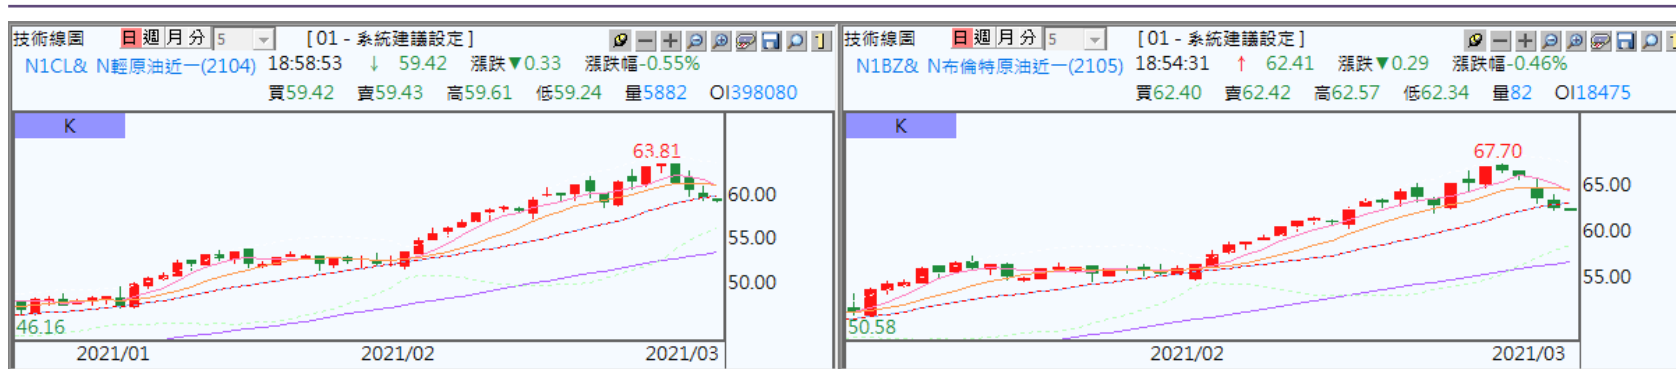 技術線圖 日 週 月 分 5 [ 01 - 系統建議設定 ]
N1CL& N輕原油近一(2104) 18:58:53 ↓ 59.42 漲跌▼0.33 漲跌幅-0.55%
買59.42 賣59.43 高59.61 低59.24 量5882 OI398080
K
63.81
60.00
55.00
50.00
46.16
2021/01 2021/02 2021/03
技術線圖 日 週 月 分 5 [ 01 - 系統建議設定 ]
N1BZ& N布倫特原油近一(2105) 18:54:31 ↑ 62.41 漲跌▼0.29 漲跌幅-0.46%
買62.40 賣62.42 高62.57 低62.34 量82 OI18475
K
67.70
65.00
60.00
55.00
50.58
2021/02 2021/03